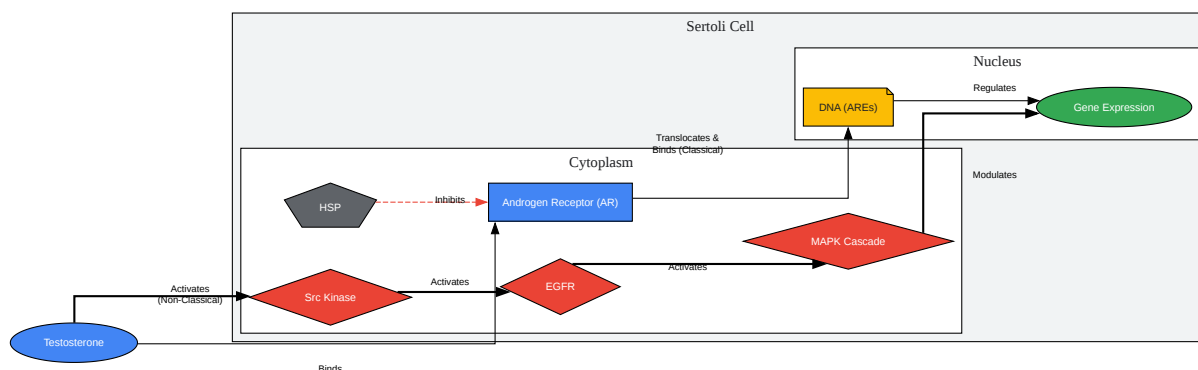 Sertoli Cell
Nucleus
Regulates
DNA (AREs)
Gene Expression
Translocates &
Binds (Classical)
Cytoplasm
Modulates
HSP
Inhibits
Androgen Receptor (AR)
MAPK Cascade
Activates
Activates
EGFR
Activates
(Non-Classical)
Src Kinase
Testosterone
Binds